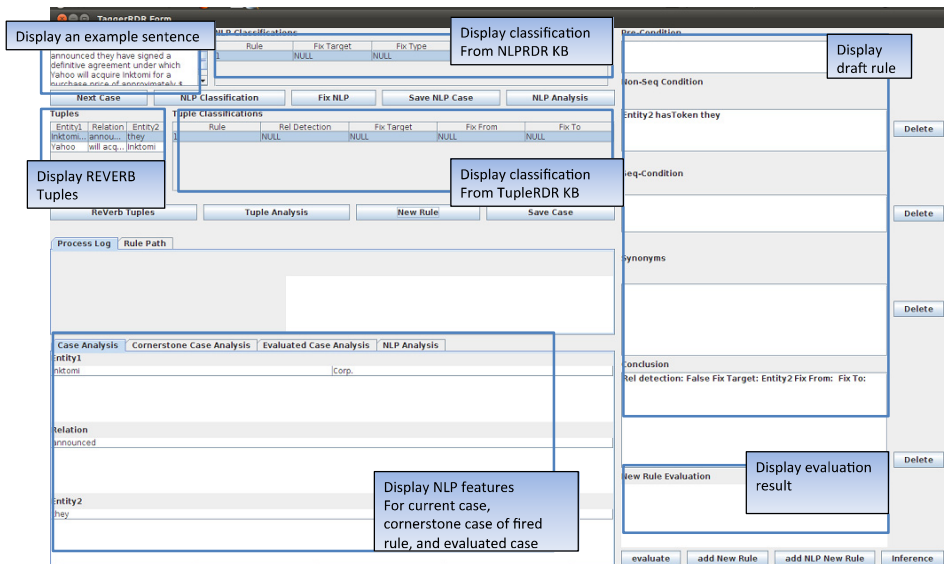 TaggerRDR Form
Display an example sentence
NLP Classifications
Rule Fix Target Fix Type
1 NULL NULL
announced they have signed a
definitive agreement under which
Yahoo will acquire Inktomi for a
purchase price of approximately $
Display classification
From NLPRDR KB
Next Case NLP Classification Fix NLP Save NLP Case NLP Analysis
Tuples
Entity1 Relation Entity2
Inktomi... annou... they
Yahoo will acq... Inktomi
Display REVERB
Tuples
Tuple Classifications
Rule Rel Detection Fix Target Fix From Fix To
1 NULL NULL NULL NULL
Display classification
From TupleRDR KB
ReVerb Tuples Tuple Analysis New Rule Save Case
Process Log Rule Path
Case Analysis Cornerstone Case Analysis Evaluated Case Analysis NLP Analysis
Entity1
Inktomi Corp.
Relation
announced
Entity2
they
Display NLP features
For current case,
cornerstone case of fired
rule, and evaluated case
Pre-Condition
Display
draft rule
Non-Seq Condition
Entity2 hasToken they
Delete
Seq-Condition
Delete
Synonyms
Delete
Conclusion
Rel detection: False Fix Target: Entity2 Fix From: Fix To:
Delete
New Rule Evaluation
Display evaluation
result
evaluate add New Rule add NLP New Rule Inference